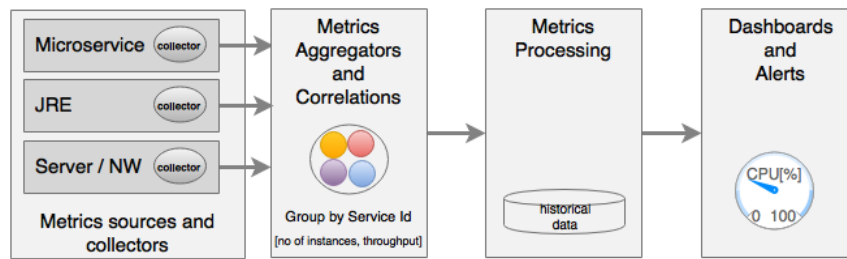 Microservice
collector
JRE
collector
Server / NW
collector
Metrics sources and
collectors
Metrics
Aggregators
and
Correlations
Group by Service Id
[no of instances, throughput]
Metrics
Processing
historical
data
Dashboards
and
Alerts
CPU[%]
0 100